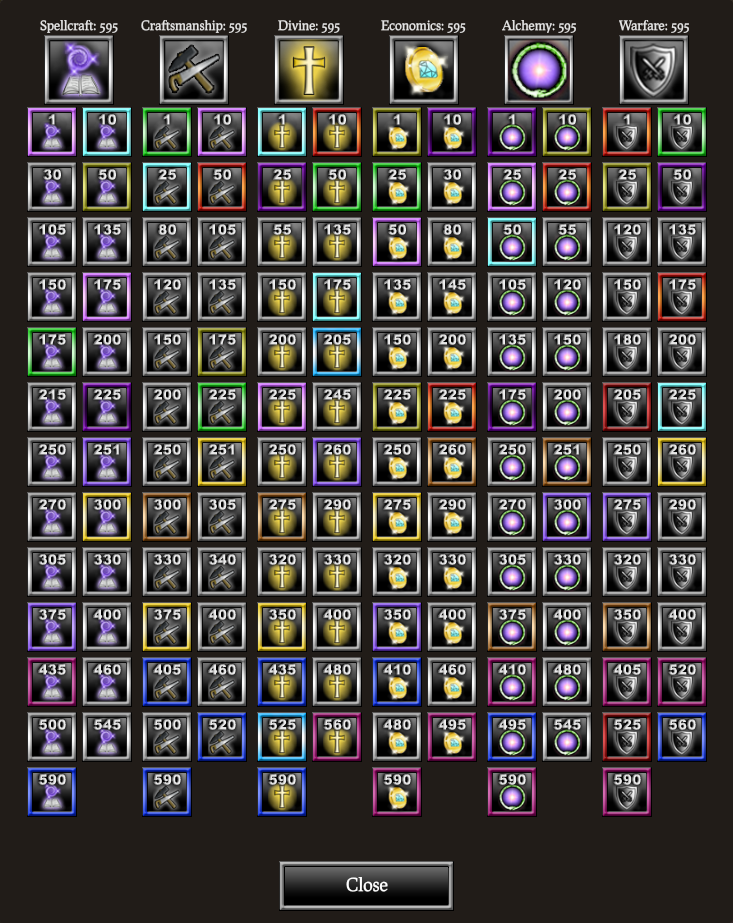 Spellcraft: 595 Craftsmanship: 595 Divine: 595 Economics: 595 Alchemy: 595 Warfare: 595
1 10 1 10 1 10 1 10 1 10 1 10
30 50 25 50 25 50 25 30 25 25 25 50
105 135 80 105 55 135 50 80 50 55 120 135
150 175 120 135 150 175 135 145 105 120 150 175
175 200 150 175 200 205 150 200 135 150 180 200
215 225 200 225 225 245 225 225 175 200 205 225
250 251 250 251 250 260 250 260 250 251 250 260
270 300 300 305 275 290 275 290 270 300 275 290
305 330 330 340 320 330 320 330 305 330 320 330
375 400 375 400 350 400 350 400 375 400 350 400
435 460 405 460 435 480 410 460 410 480 405 520
500 545 500 520 525 560 480 495 495 545 525 560
590 590 590 590 590 590
Close